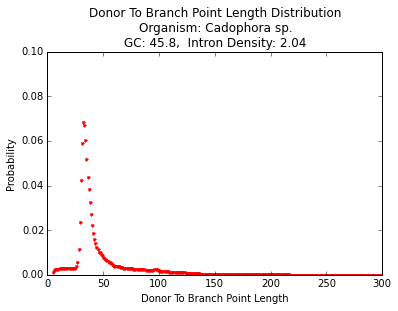 Donor To Branch Point Length Distribution
Organism: Cadophora sp.
GC: 45.8,  Intron Density: 2.04
0.10
0.08
0.06
0.04
0.02
0.00
Probability
0
50
100
150
200
250
300
Donor To Branch Point Length